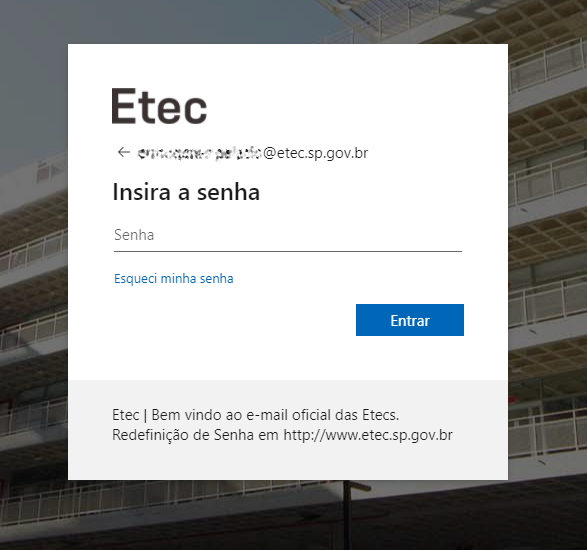 Etec
@etec.sp.gov.br
Insira a senha
Senha
Esqueci minha senha
Entrar
Etec | Bem vindo ao e-mail oficial das Etecs.
Redefinição de Senha em http://www.etec.sp.gov.br